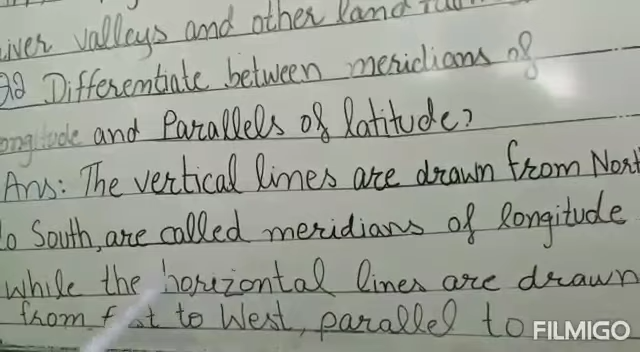 valleys and other land
Q2 Differentiate between meridians of
Longitude and Parallels of latitude?
Ans: The vertical lines are drawn from Nort
to South, are called meridians of longitude
while the horizontal lines are drawn
from to West, parallel to
FILMIGO